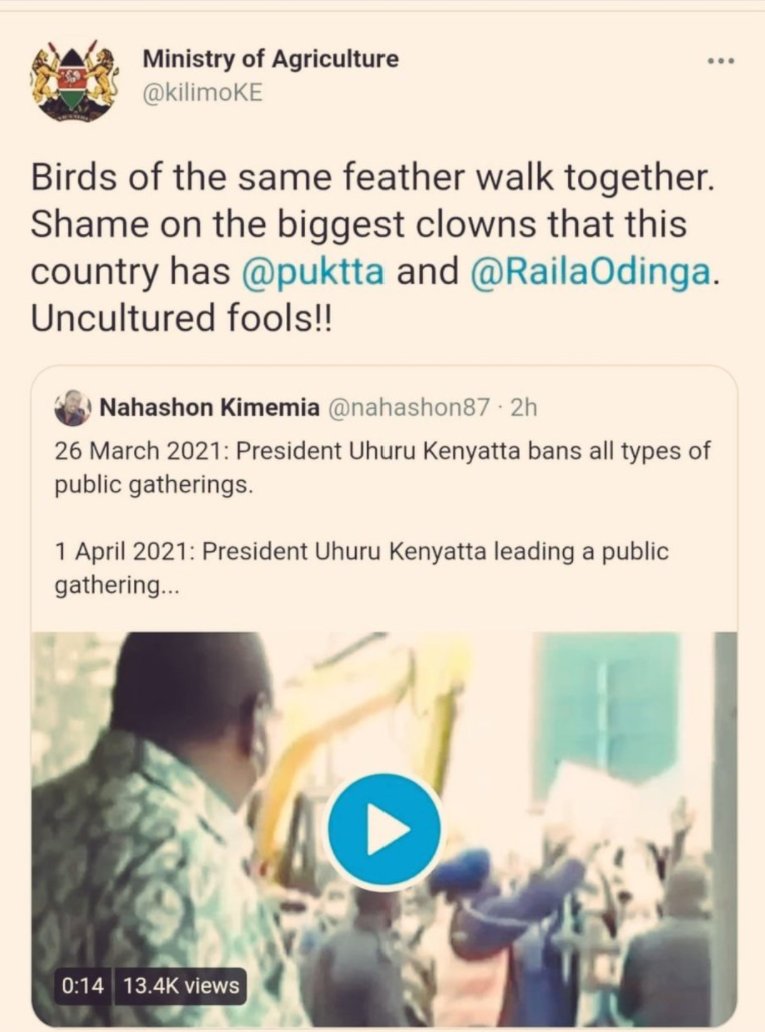 Ministry of Agriculture
@kilimoKE
Birds of the same feather walk together.
Shame on the biggest clowns that this
country has @puktta and @RailaOdinga.
Uncultured fools!!
Nahashon Kimemia @nahashon87 · 2h
26 March 2021: President Uhuru Kenyatta bans all types of
public gatherings.
1 April 2021: President Uhuru Kenyatta leading a public
gathering...
0:14 13.4K views